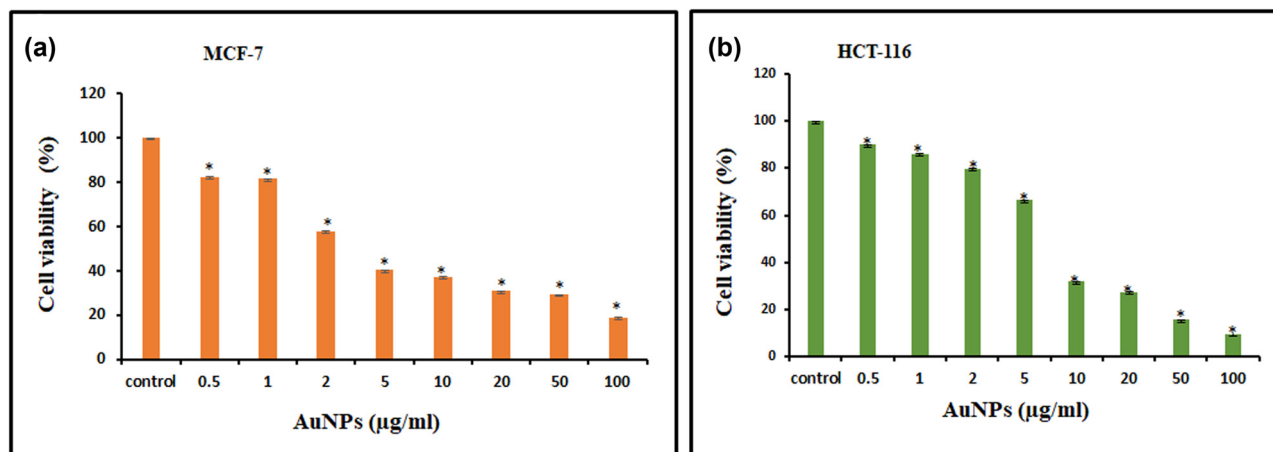 (a)
MCF-7
Cell viability (%)
120
100
80
60
40
20
0
* * * * * * * *
control 0.5 1 2 5 10 20 50 100
AuNPs (µg/ml)
(b)
HCT-116
Cell viability (%)
120
100
80
60
40
20
0
* * * * * * * *
control 0.5 1 2 5 10 20 50 100
AuNPs (µg/ml)